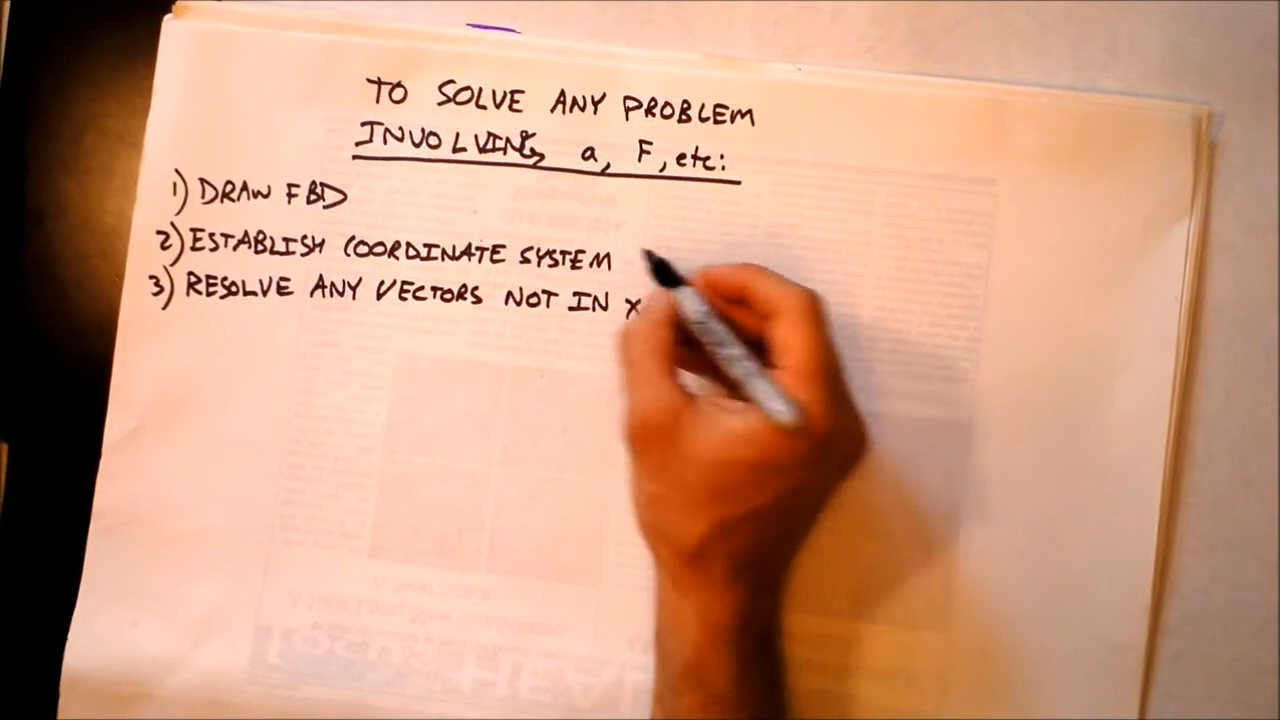 TO SOLVE ANY PROBLEM
INVOLVING a, F, etc:
1) DRAW FBD
2) ESTABLISH COORDINATE SYSTEM
3) RESOLVE ANY VECTORS NOT IN X